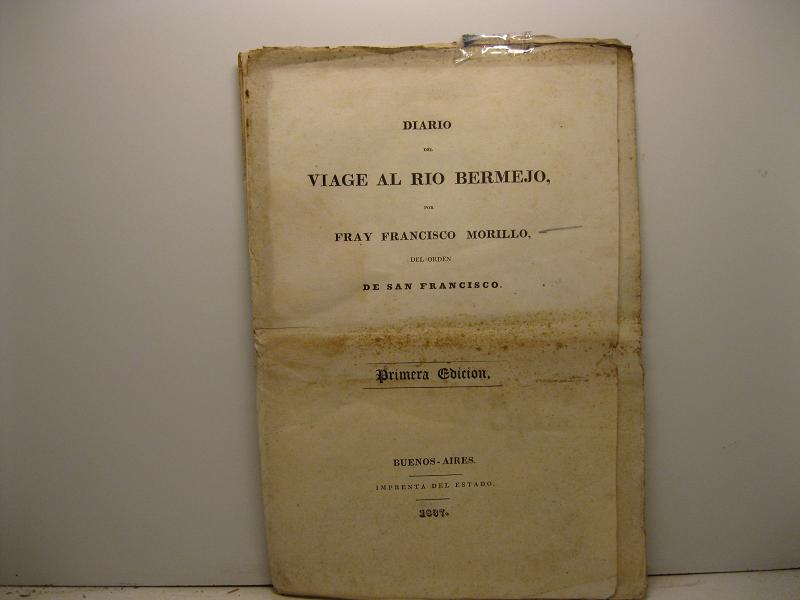 DIARIO
DEL
VIAGE AL RIO BERMEJO,
POR
FRAY FRANCISCO MORILLO,
DEL ORDEN
DE SAN FRANCISCO.
Primera Edicion.
BUENOS-AIRES.
IMPRENTA DEL ESTADO.
1837.